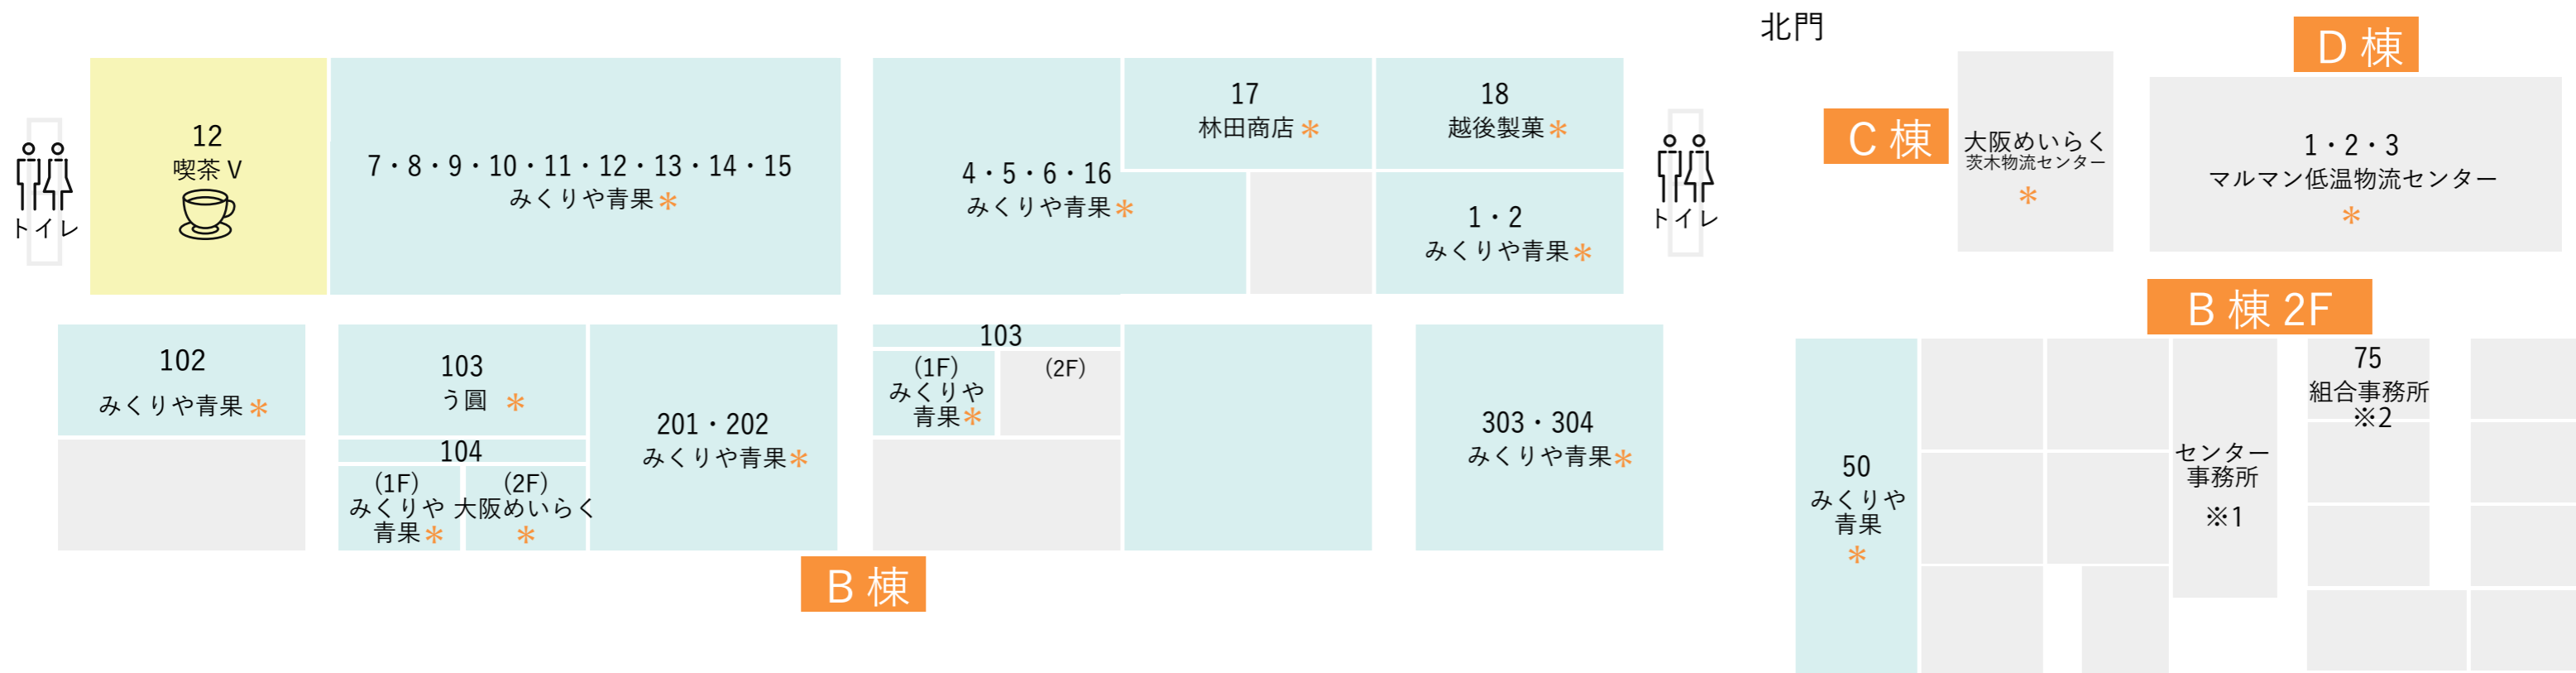 北門
D 棟
C 棟
12
喫茶 V
トイレ
7・8・9・10・11・12・13・14・15
みくりや青果*
4・5・6・16
みくりや青果*
17
林田商店*
18
越後製菓*
1・2
みくりや青果*
トイレ
大阪めいらく
茨木物流センター
*
1・2・3
マルマン低温物流センター
*
102
みくりや青果*
103
う圓 *
104
(1F)
みくりや
青果*
(2F)
大阪めいらく
*
201・202
みくりや青果*
103
(1F)
みくりや
青果*
(2F)
303・304
みくりや青果*
B 棟
B 棟 2F
50
みくりや
青果
*
センター
事務所
※1
75
組合事務所
※2